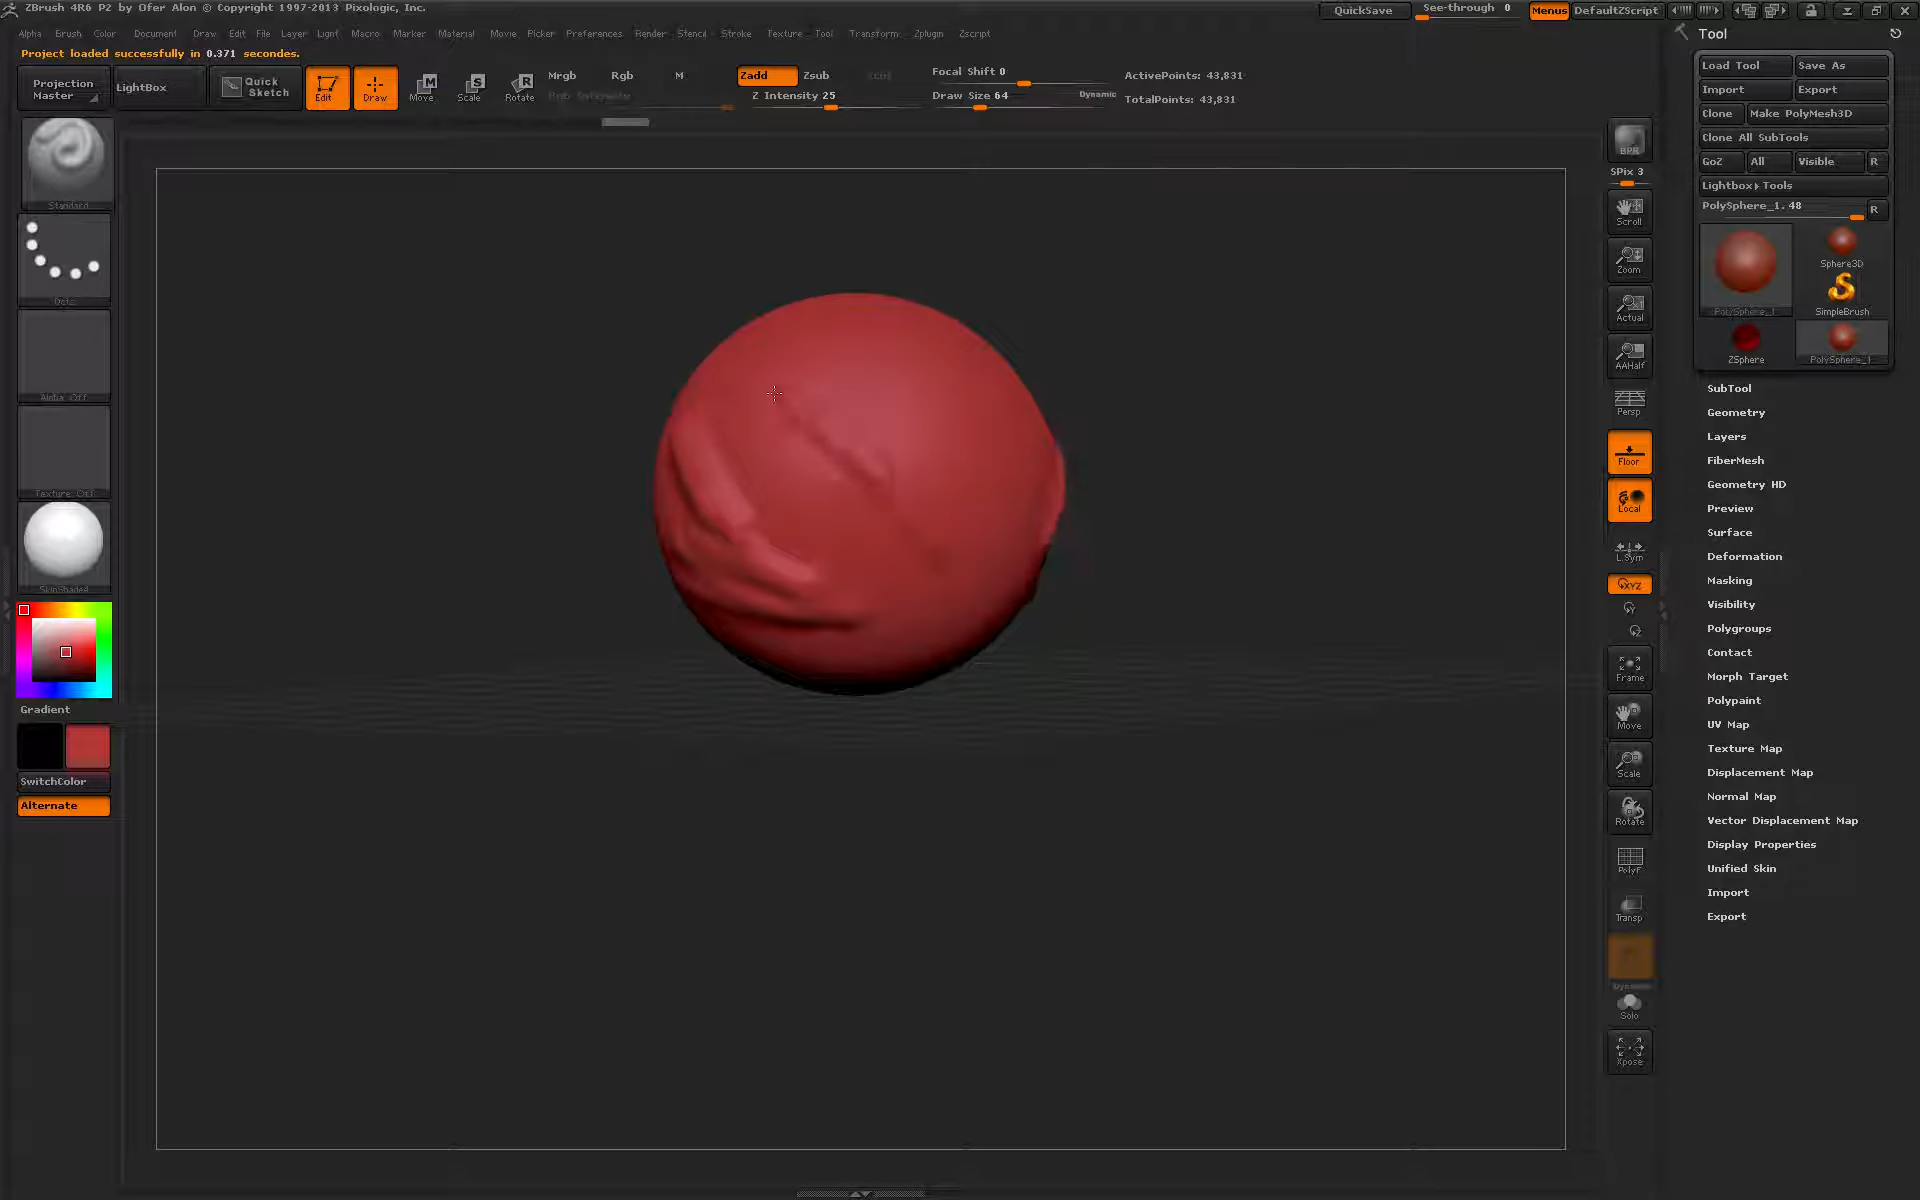 ZBrush 4R6 P2 by Ofer Alon © Copyright 1997-2013 Pixologic, Inc.
QuickSave
See-through 0
Menus
DefaultZScript
Alpha Brush Color Document Draw Edit File Layer Light Macro Marker Material Movie Picker Preferences Render Stencil Stroke Texture Tool Transform Zplugin Zscript
Project loaded successfully in 0.371 secondes.
Projection Master
LightBox
Quick Sketch
Edit
Draw
Move
Scale
Rotate
Mrgb Rgb M
Rgb Intensity
Zadd Zsub Zcut
Z Intensity 25
Focal Shift 0
Draw Size 64
Dynamic
ActivePoints: 43,831
TotalPoints: 43,831
Standard
Dots
Alpha Off
Texture Off
SkinShaded
Gradient
SwitchColor
Alternate
BPR
SPix 3
Scroll
Zoom
Actual
AAHalf
Persp
Floor
Local
L.Sym
XYZ
Y
Z
Frame
Move
Scale
Rotate
PolyF
Transp
Dynamic
Solo
Xpose
Tool
Load Tool Save As
Import Export
Clone Make PolyMesh3D
Clone All SubTools
GoZ All Visible R
Lightbox▸Tools
PolySphere_1. 48 R
PolySphere_1
Sphere3D
SimpleBrush
ZSphere
PolySphere_1
SubTool
Geometry
Layers
FiberMesh
Geometry HD
Preview
Surface
Deformation
Masking
Visibility
Polygroups
Contact
Morph Target
Polypaint
UV Map
Texture Map
Displacement Map
Normal Map
Vector Displacement Map
Display Properties
Unified Skin
Import
Export